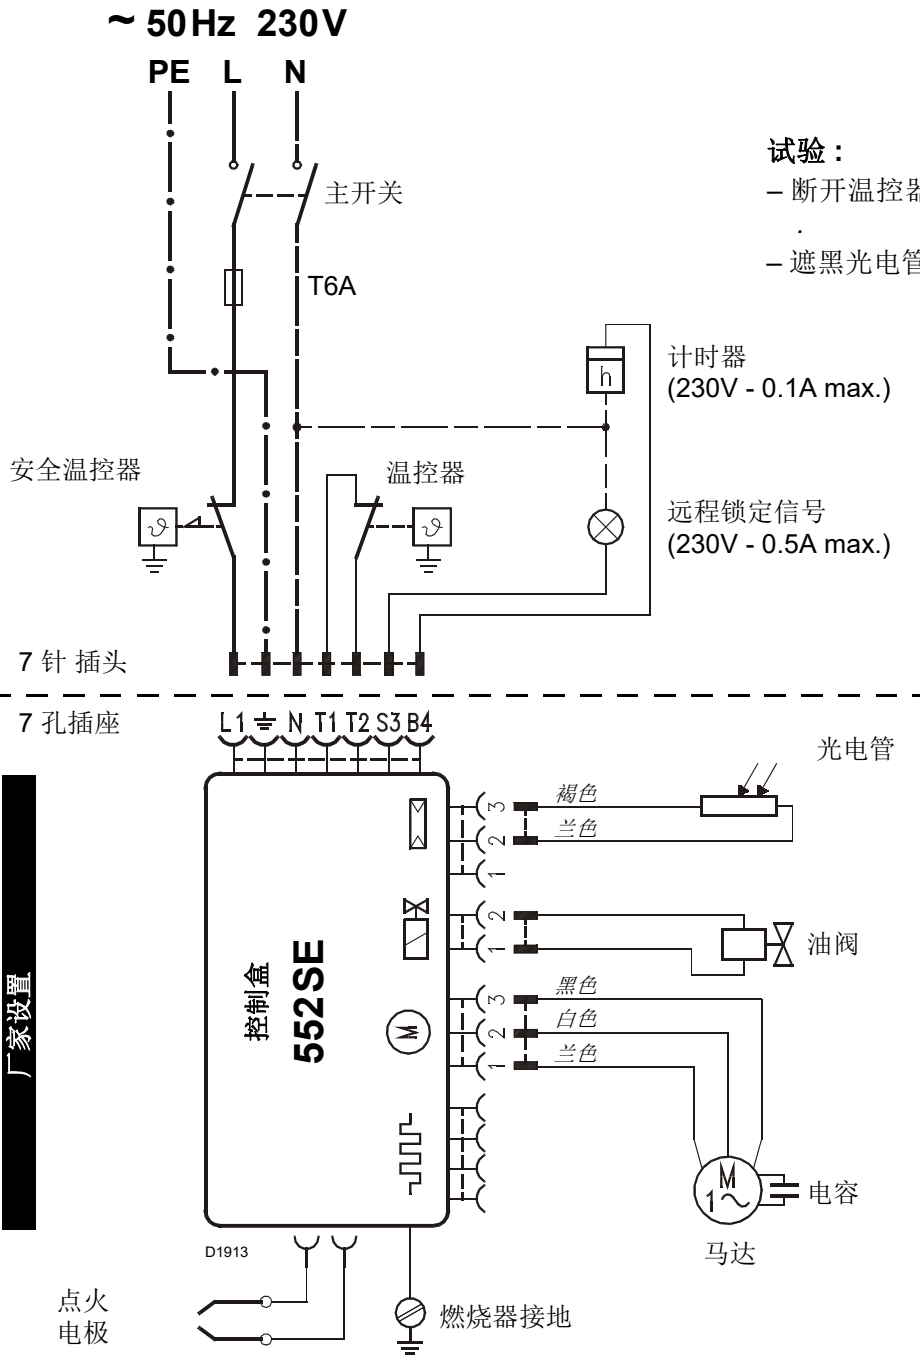 ~ 50Hz 230V
PE L N
主开关
试验 :
– 断开温控器
.
– 遮黑光电管
T6A
计时器
(230V - 0.1A max.)
h
安全温控器
温控器
远程锁定信号
(230V - 0.5A max.)
ϑ
ϑ
7 针 插头
7 孔插座
L1 N T1 T2 S3 B4
光电管
3 褐色
2 兰色
1
2
1
油阀
控制盒
552SE
厂家设置
M
3 黑色
2 白色
1 兰色
M
1~
电容
马达
D1913
点火
电极
燃烧器接地